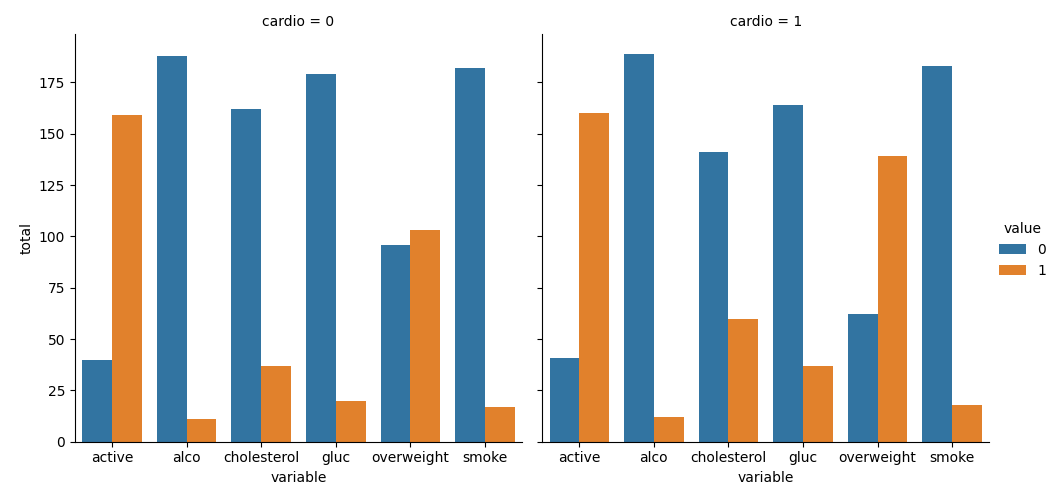 cardio = 0
cardio = 1
total
175
150
125
100
75
50
25
0
active alco cholesterol gluc overweight smoke
variable
active alco cholesterol gluc overweight smoke
variable
value
0
1